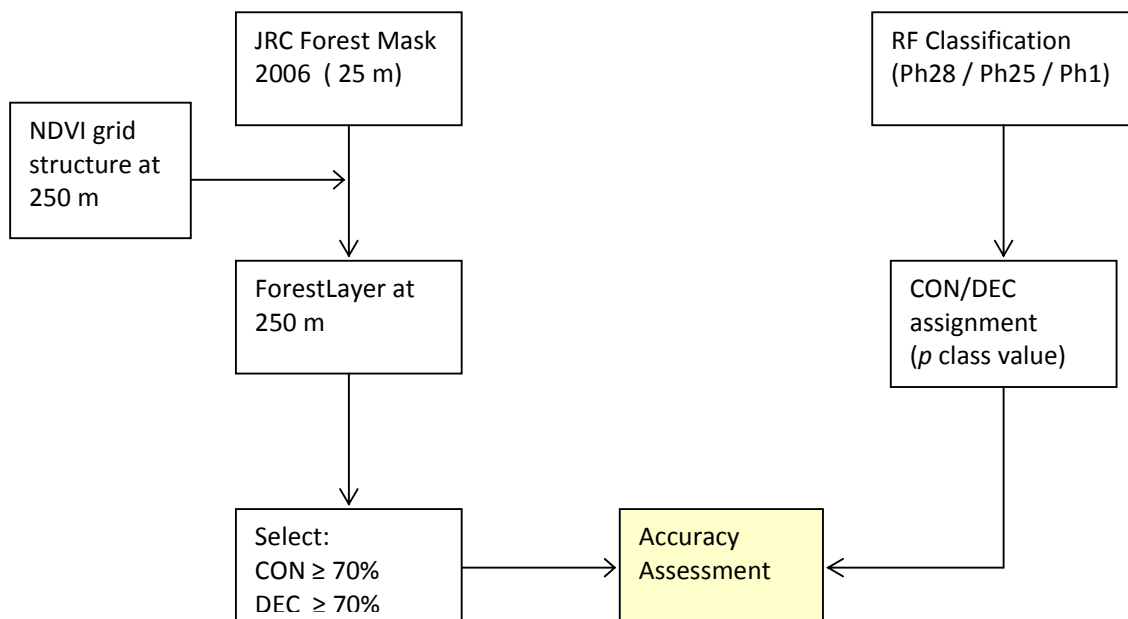 JRC Forest Mask
2006 ( 25 m)
RF Classification
(Ph28 / Ph25 / Ph1)
NDVI grid
structure at
250 m
ForestLayer at
250 m
CON/DEC
assignment
(p class value)
Select:
CON ≥ 70%
DEC ≥ 70%
Accuracy
Assessment